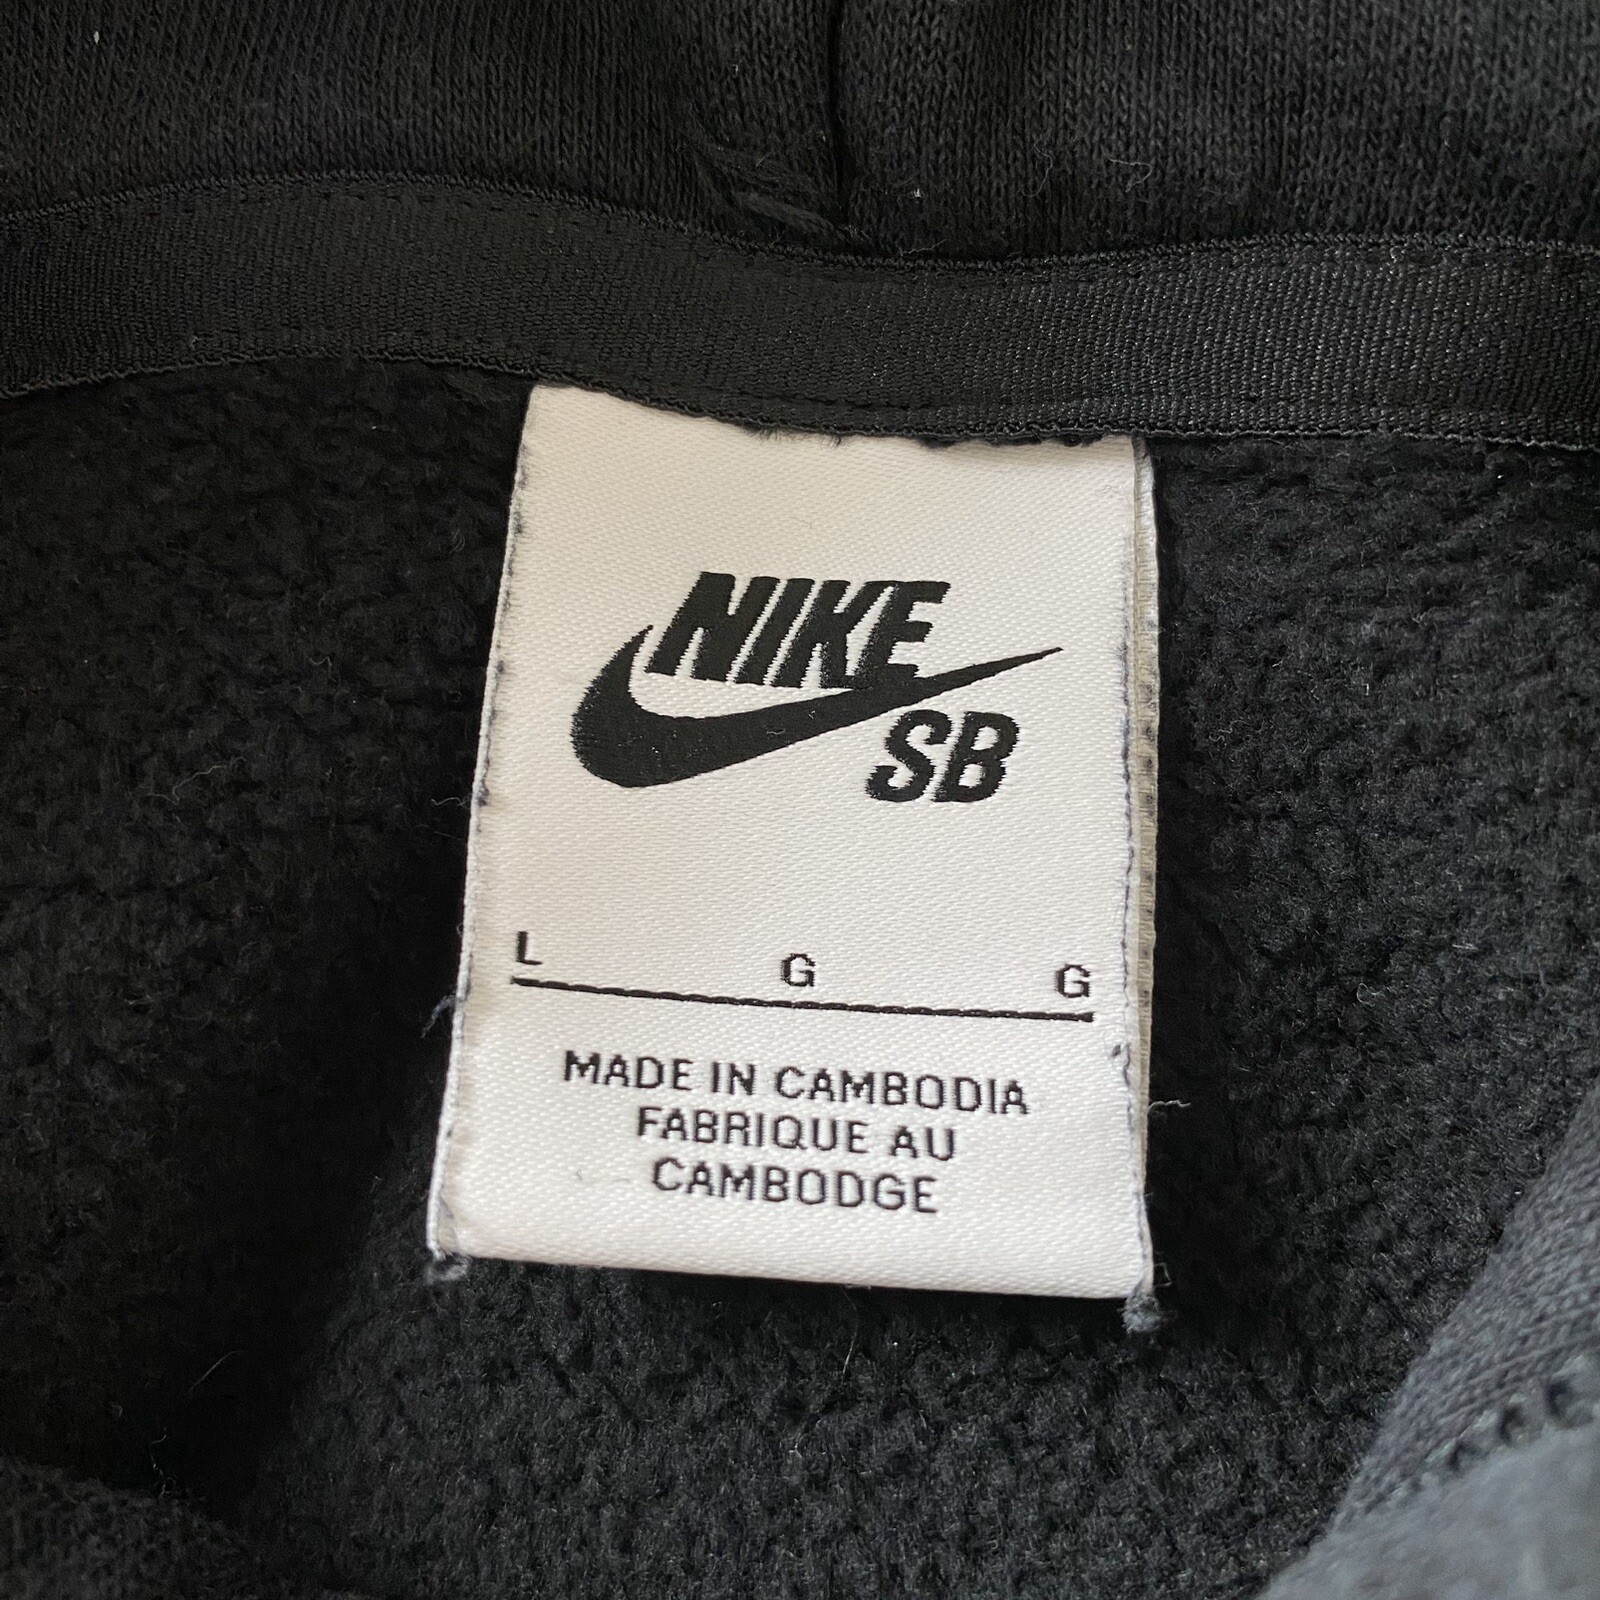 NIKE
SB
L G G
MADE IN CAMBODIA
FABRIQUE AU
CAMBODGE